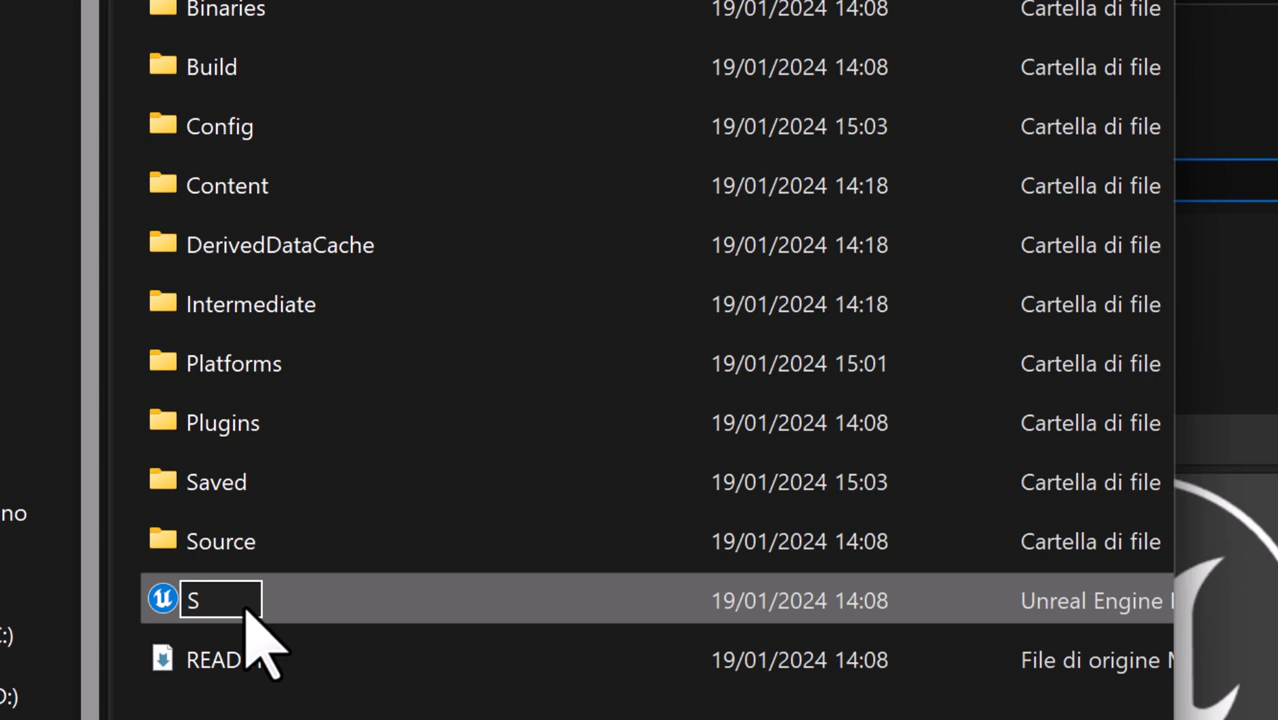 Binaries 19/01/2024 14:08 Cartella di file
Build 19/01/2024 14:08 Cartella di file
Config 19/01/2024 15:03 Cartella di file
Content 19/01/2024 14:18 Cartella di file
DerivedDataCache 19/01/2024 14:18 Cartella di file
Intermediate 19/01/2024 14:18 Cartella di file
Platforms 19/01/2024 15:01 Cartella di file
Plugins 19/01/2024 14:08 Cartella di file
Saved 19/01/2024 15:03 Cartella di file
no
Source 19/01/2024 14:08 Cartella di file
S 19/01/2024 14:08 Unreal Engine
:)
19/01/2024 14:08 File di origine
D:)